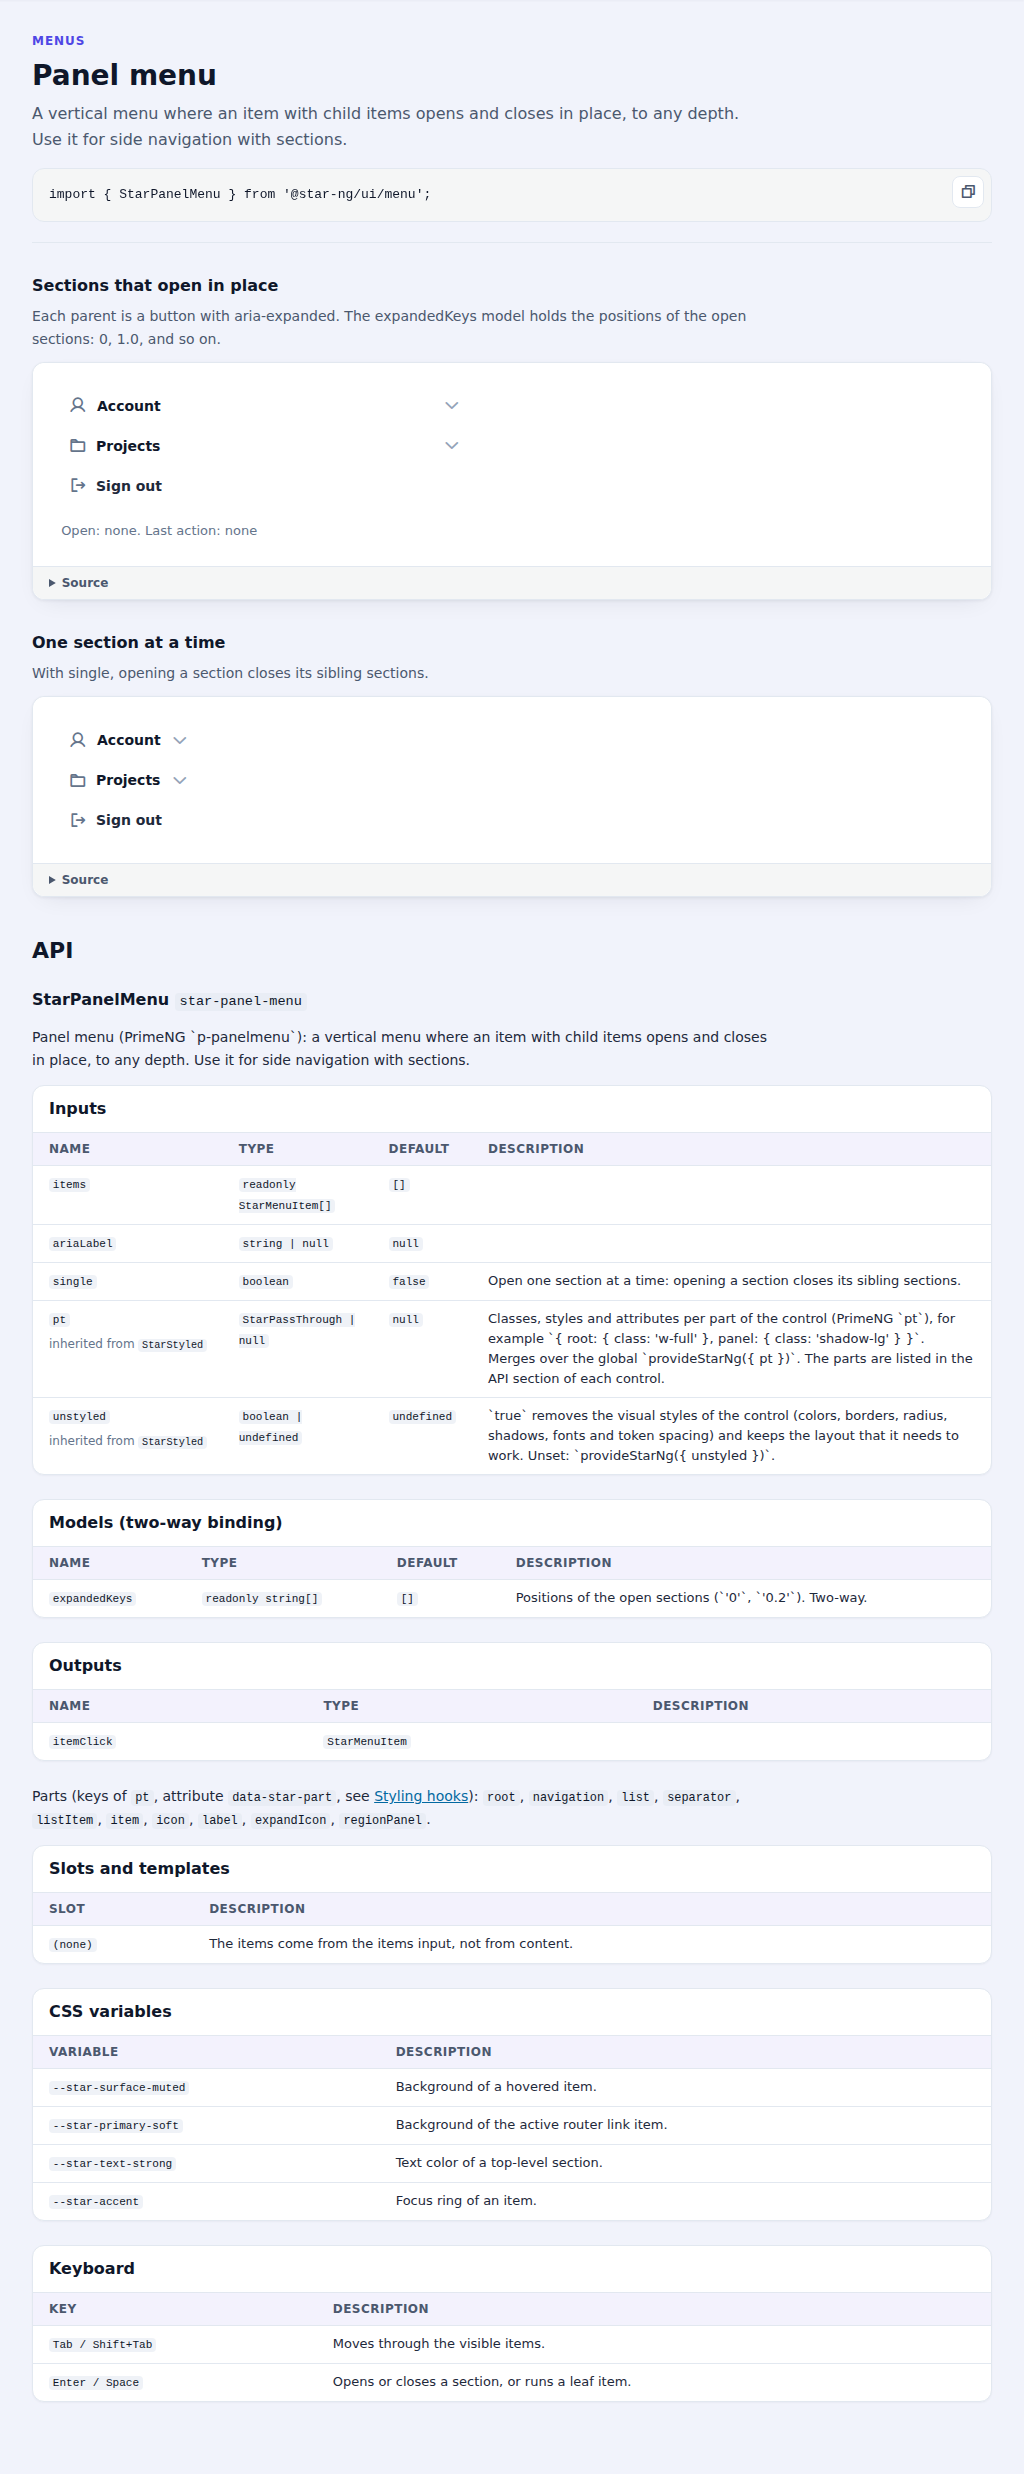 MENUS
Panel menu
A vertical menu where an item with child items opens and closes in place, to any depth.
Use it for side navigation with sections.
import { StarPanelMenu } from '@star-ng/ui/menu';
Sections that open in place
Each parent is a button with aria-expanded. The expandedKeys model holds the positions of the open
sections: 0, 1.0, and so on.
Account
Projects
Sign out
Open: none. Last action: none
Source
One section at a time
With single, opening a section closes its sibling sections.
Account
Projects
Sign out
Source
API
StarPanelMenu star-panel-menu
Panel menu (PrimeNG `p-panelmenu`): a vertical menu where an item with child items opens and closes
in place, to any depth. Use it for side navigation with sections.
Inputs
NAME TYPE DEFAULT DESCRIPTION
items readonly []
StarMenuItem[]
ariaLabel string | null null
single boolean false Open one section at a time: opening a section closes its sibling sections.
pt StarPassThrough | null Classes, styles and attributes per part of the control (PrimeNG `pt`), for
inherited from StarStyled null example `{ root: { class: 'w-full' }, panel: { class: 'shadow-lg' } }`.
Merges over the global `provideStarNg({ pt })`. The parts are listed in the
API section of each control.
unstyled boolean | undefined `true` removes the visual styles of the control (colors, borders, radius,
inherited from StarStyled undefined shadows, fonts and token spacing) and keeps the layout that it needs to
work. Unset: `provideStarNg({ unstyled })`.
Models (two-way binding)
NAME TYPE DEFAULT DESCRIPTION
expandedKeys readonly string[] [] Positions of the open sections (`'0'`, `'0.2'`). Two-way.
Outputs
NAME TYPE DESCRIPTION
itemClick StarMenuItem
Parts (keys of pt, attribute data-star-part, see Styling hooks): root, navigation, list, separator,
listItem, item, icon, label, expandIcon, regionPanel.
Slots and templates
SLOT DESCRIPTION
(none) The items come from the items input, not from content.
CSS variables
VARIABLE DESCRIPTION
--star-surface-muted Background of a hovered item.
--star-primary-soft Background of the active router link item.
--star-text-strong Text color of a top-level section.
--star-accent Focus ring of an item.
Keyboard
KEY DESCRIPTION
Tab / Shift+Tab Moves through the visible items.
Enter / Space Opens or closes a section, or runs a leaf item.